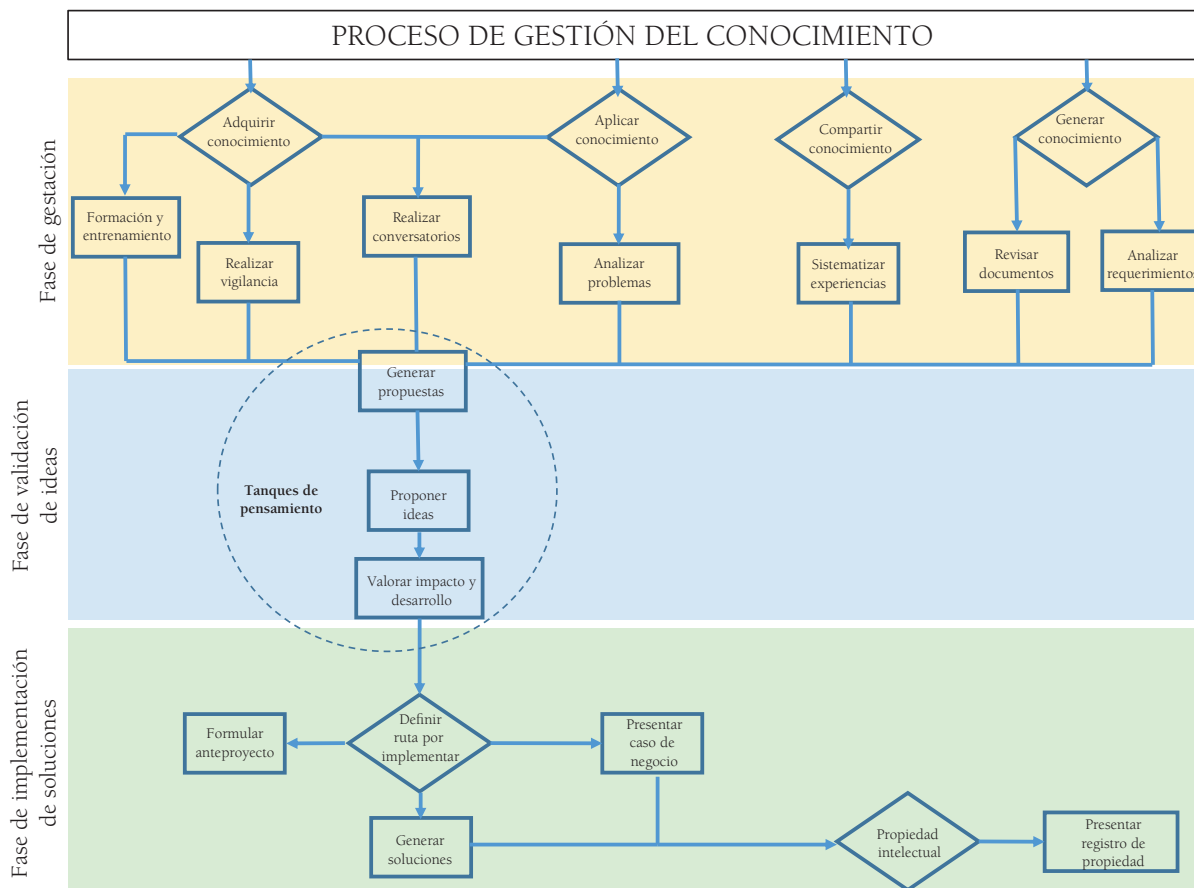 PROCESO DE GESTIÓN DEL CONOCIMIENTO
Fase de gestación
Adquirir
conocimiento
Aplicar
conocimiento
Compartir
conocimiento
Generar
conocimiento
Formación y
entrenamiento
Realizar
vigilancia
Realizar
conversatorios
Analizar
problemas
Sistematizar
experiencias
Revisar
documentos
Analizar
requerimientos
Fase de validación
de ideas
Generar
propuestas
Tanques de
pensamiento
Proponer
ideas
Valorar impacto y
desarrollo
Fase de implementación
de soluciones
Formular
anteproyecto
Definir
ruta por
implementar
Presentar
caso de
negocio
Generar
soluciones
Propiedad
intelectual
Presentar
registro de
propiedad